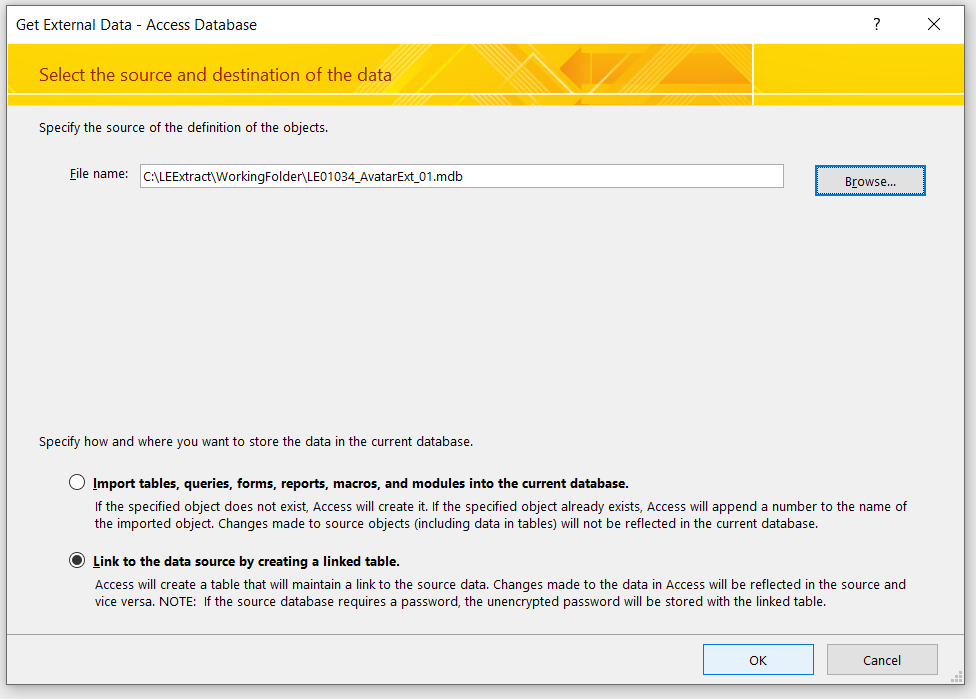 Get External Data - Access Database
?
Select the source and destination of the data
Specify the source of the definition of the objects.
File name: C:\LEExtract\WorkingFolder\LE01034_AvatarExt_01.mdb Browse...
Specify how and where you want to store the data in the current database.
Import tables, queries, forms, reports, macros, and modules into the current database.
If the specified object does not exist, Access will create it. If the specified object already exists, Access will append a number to the name of
the imported object. Changes made to source objects (including data in tables) will not be reflected in the current database.
Link to the data source by creating a linked table.
Access will create a table that will maintain a link to the source data. Changes made to the data in Access will be reflected in the source and
vice versa. NOTE:  If the source database requires a password, the unencrypted password will be stored with the linked table.
OK Cancel